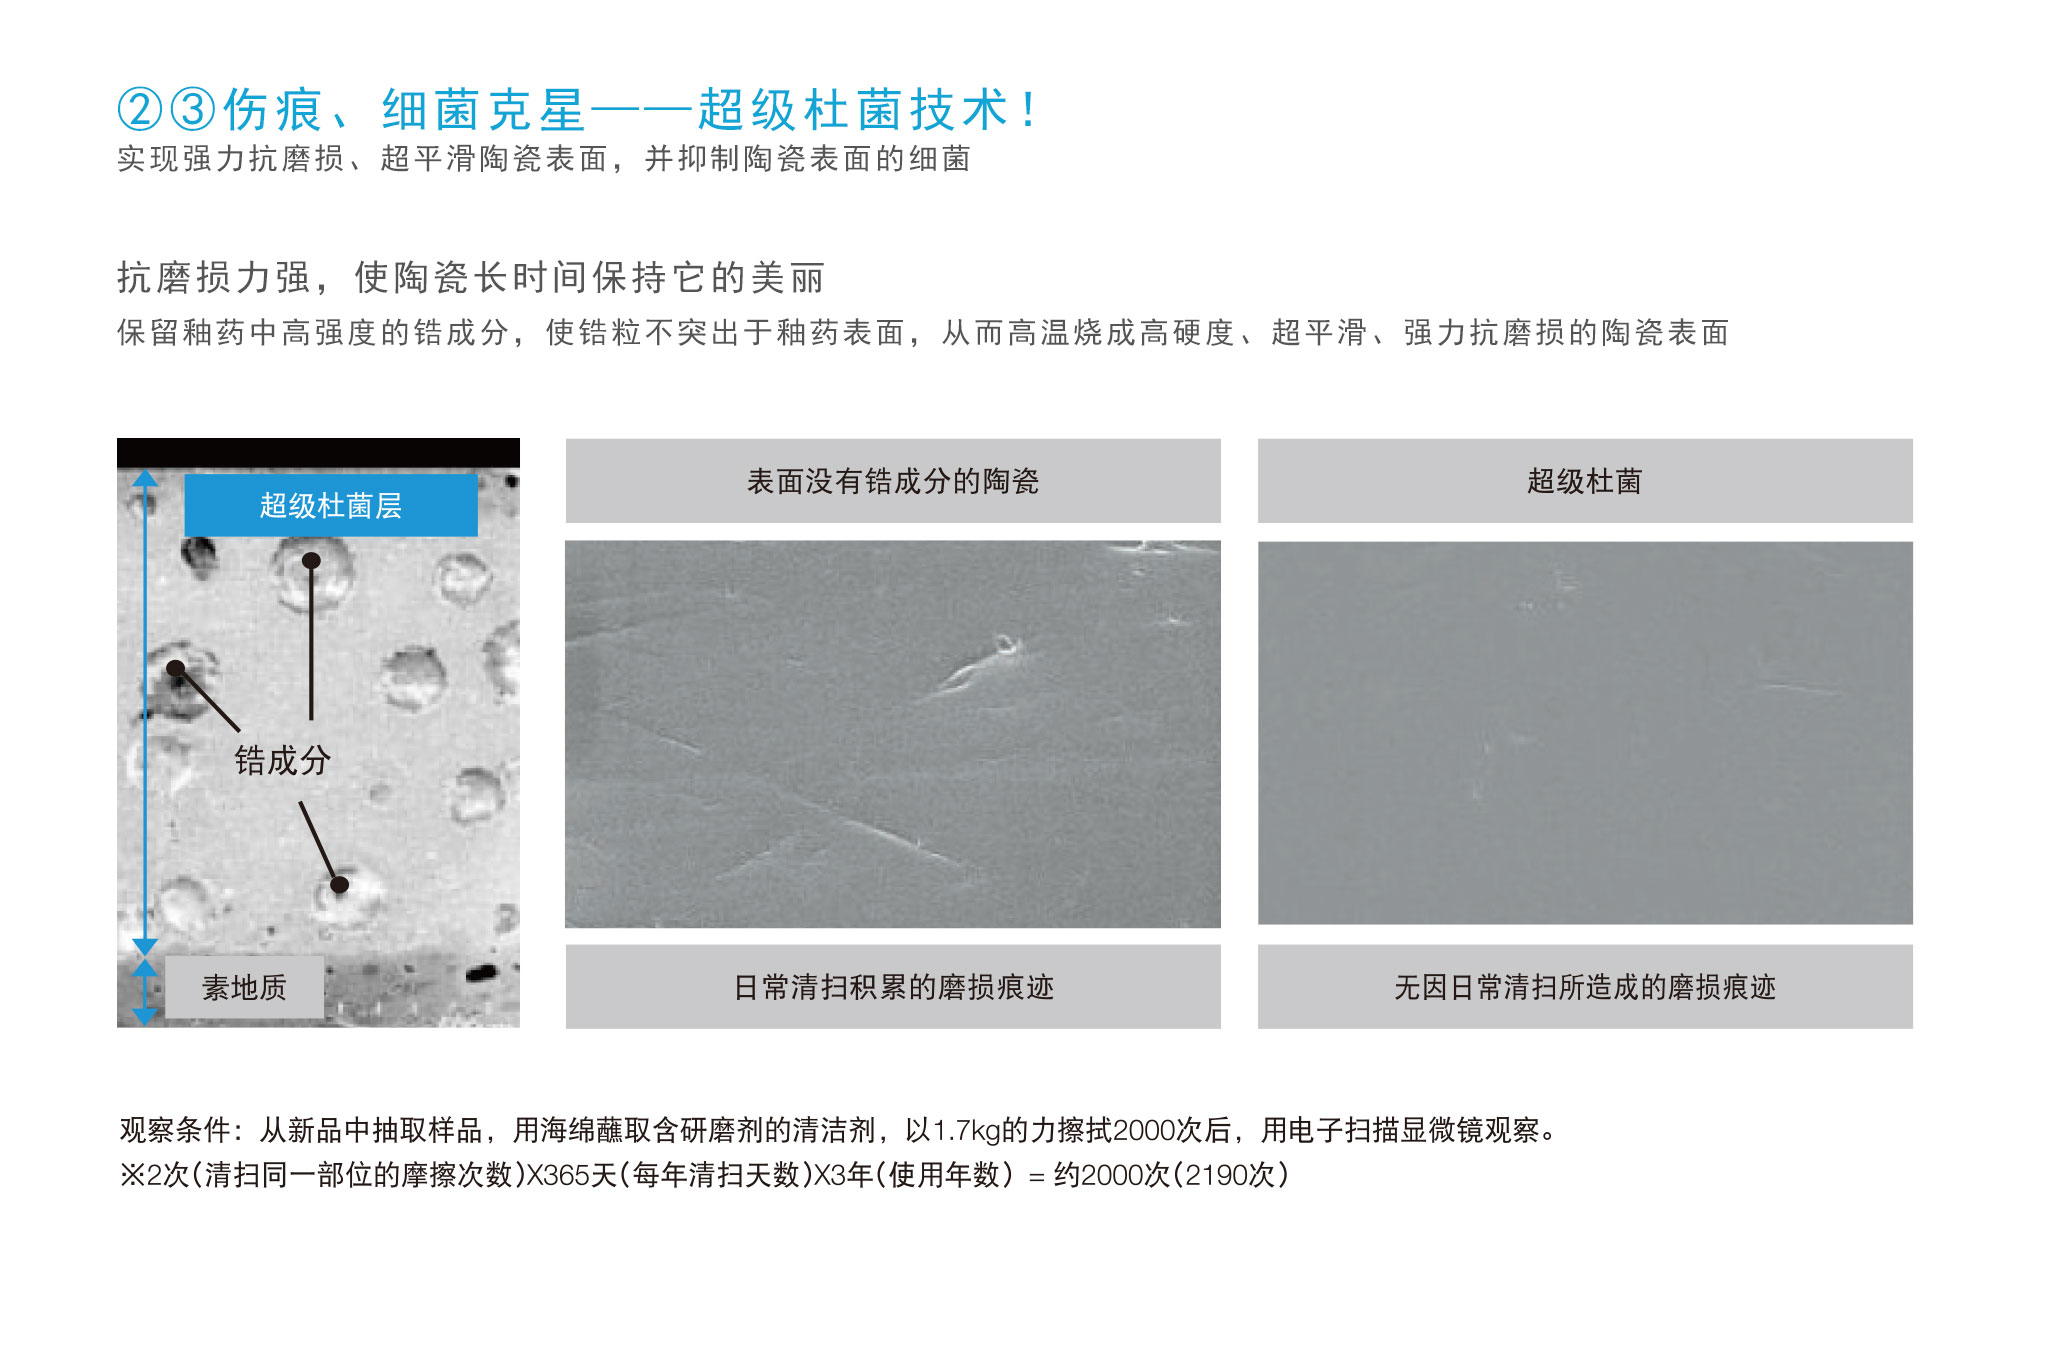 ②③伤痕、细菌克星——超级杜菌技术！
实现强力抗磨损、超平滑陶瓷表面，并抑制陶瓷表面的细菌
抗磨损力强，使陶瓷长时间保持它的美丽
保留釉药中高强度的锆成分，使锆粒不突出于釉药表面，从而高温烧成高硬度、超平滑、强力抗磨损的陶瓷表面
超级杜菌层
锆成分
素地质
表面没有锆成分的陶瓷
超级杜菌
日常清扫积累的磨损痕迹
无因日常清扫所造成的磨损痕迹
观察条件：从新品中抽取样品，用海绵蘸取含研磨剂的清洁剂，以1.7kg的力擦拭2000次后，用电子扫描显微镜观察。
※2次（清扫同一部位的摩擦次数）X365天（每年清扫天数）X3年（使用年数）= 约2000次（2190次）